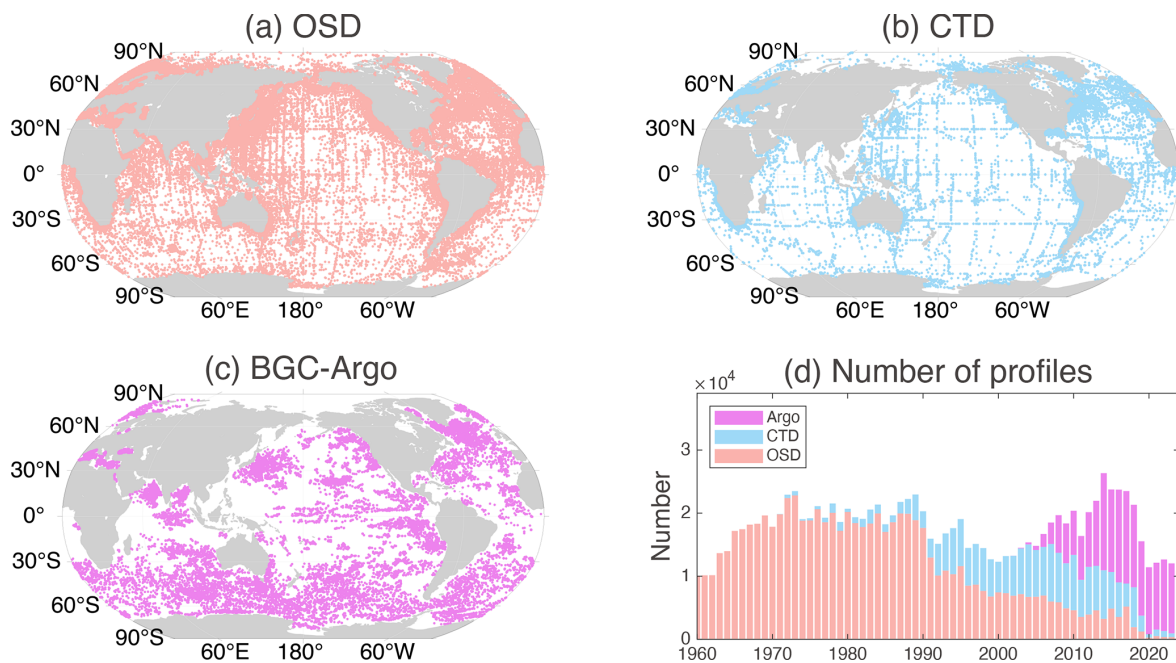 (a) OSD
90°N
60°N
30°N
0°
30°S
60°S
90°S
60°E 180° 60°W
(b) CTD
90°N
60°N
30°N
0°
30°S
60°S
90°S
60°E 180° 60°W
(c) BGC-Argo
90°N
60°N
30°N
0°
30°S
60°S
90°S
60°E 180° 60°W
(d) Number of profiles
×10⁴
Argo
CTD
OSD
Number
3
2
1
0
1960 1970 1980 1990 2000 2010 2020